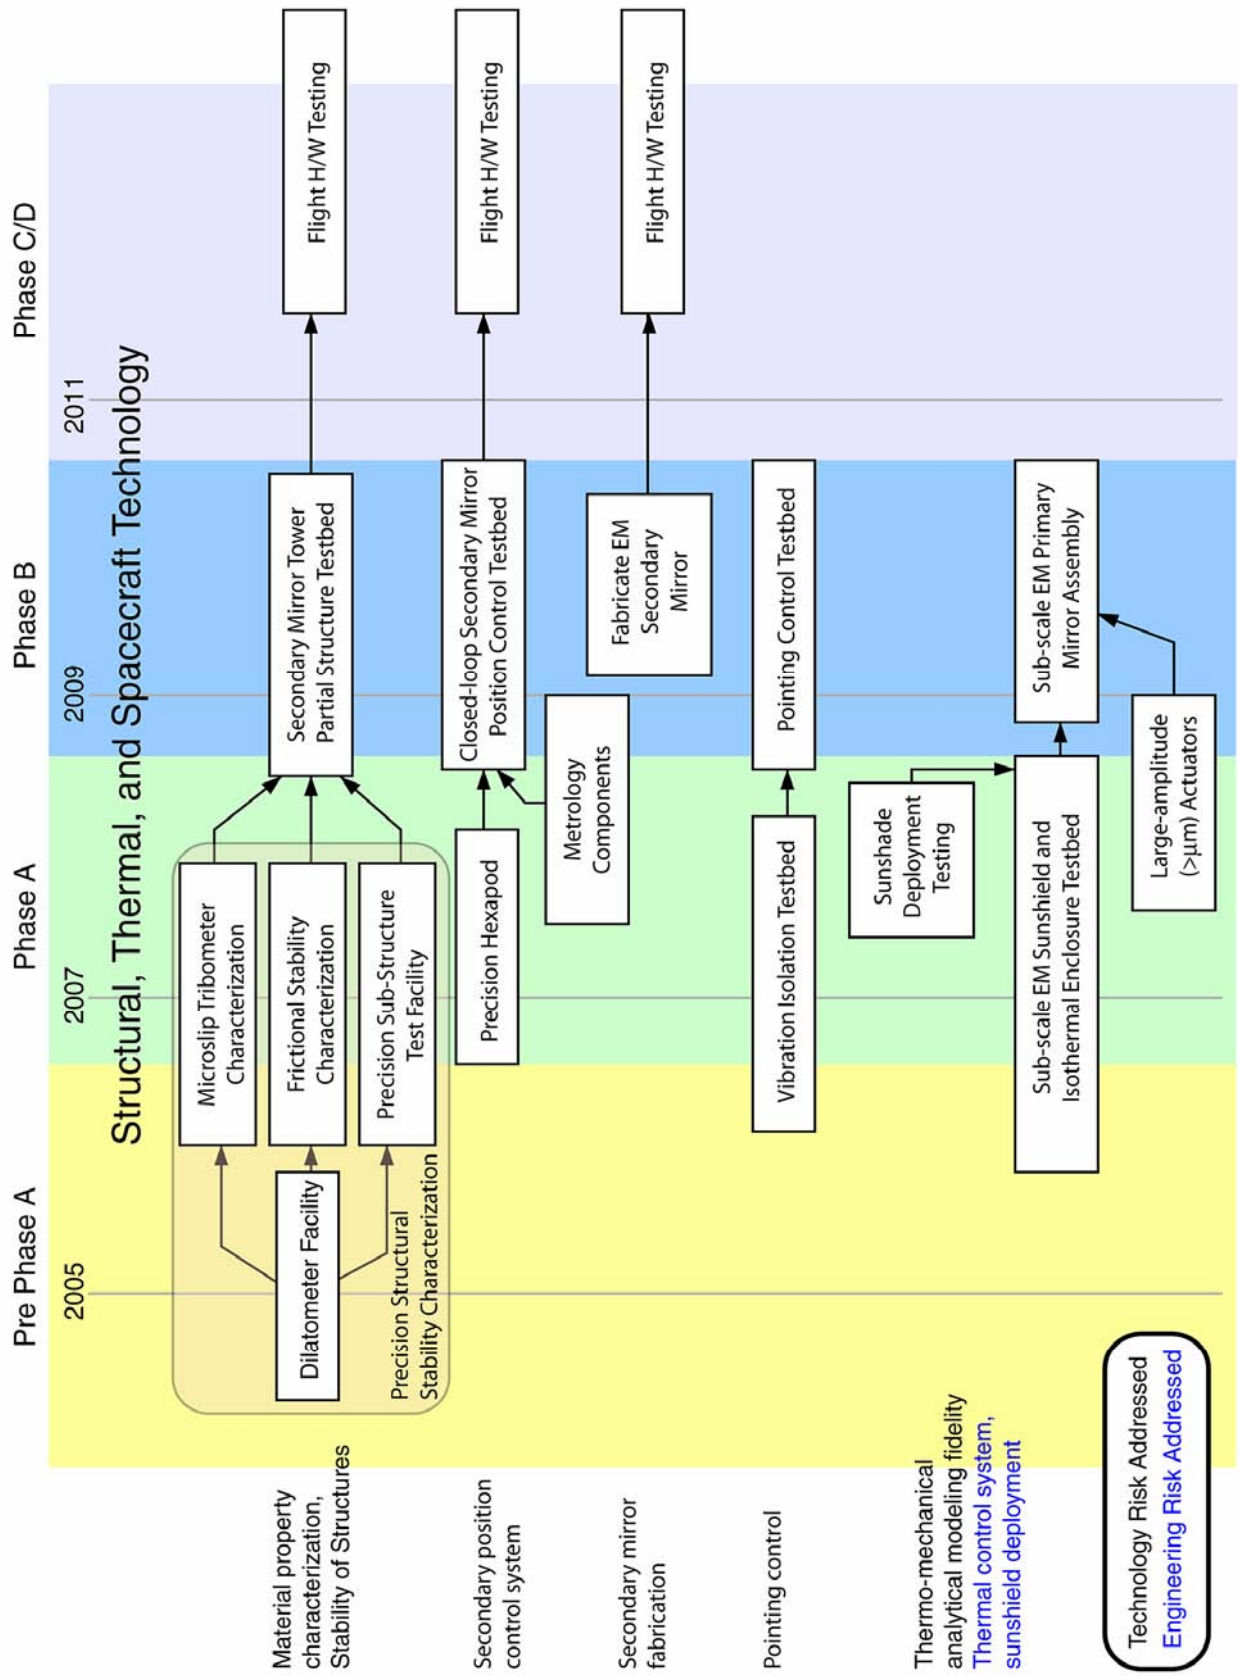 Pre Phase A
Phase A
Phase B
Phase C/D
2005
2007
2009
2011
Structural, Thermal, and Spacecraft Technology
Material property
characterization,
Stability of Structures
Dilatometer Facility
Precision Structural
Stability Characterization
Microslip Tribometer
Characterization
Frictional Stability
Characterization
Precision Sub-Structure
Test Facility
Secondary Mirror Tower
Partial Structure Testbed
Flight H/W Testing
Secondary position
control system
Precision Hexapod
Metrology
Components
Closed-loop Secondary Mirror
Position Control Testbed
Flight H/W Testing
Secondary mirror
fabrication
Fabricate EM
Secondary
Mirror
Flight H/W Testing
Pointing control
Vibration Isolation Testbed
Pointing Control Testbed
Thermo-mechanical
analytical modeling fidelity
Thermal control system,
sunshield deployment
Sunshade
Deployment
Testing
Sub-scale EM Sunshield and
Isothermal Enclosure Testbed
Sub-scale EM Primary
Mirror Assembly
Large-amplitude
(>μm) Actuators
Technology Risk Addressed
Engineering Risk Addressed